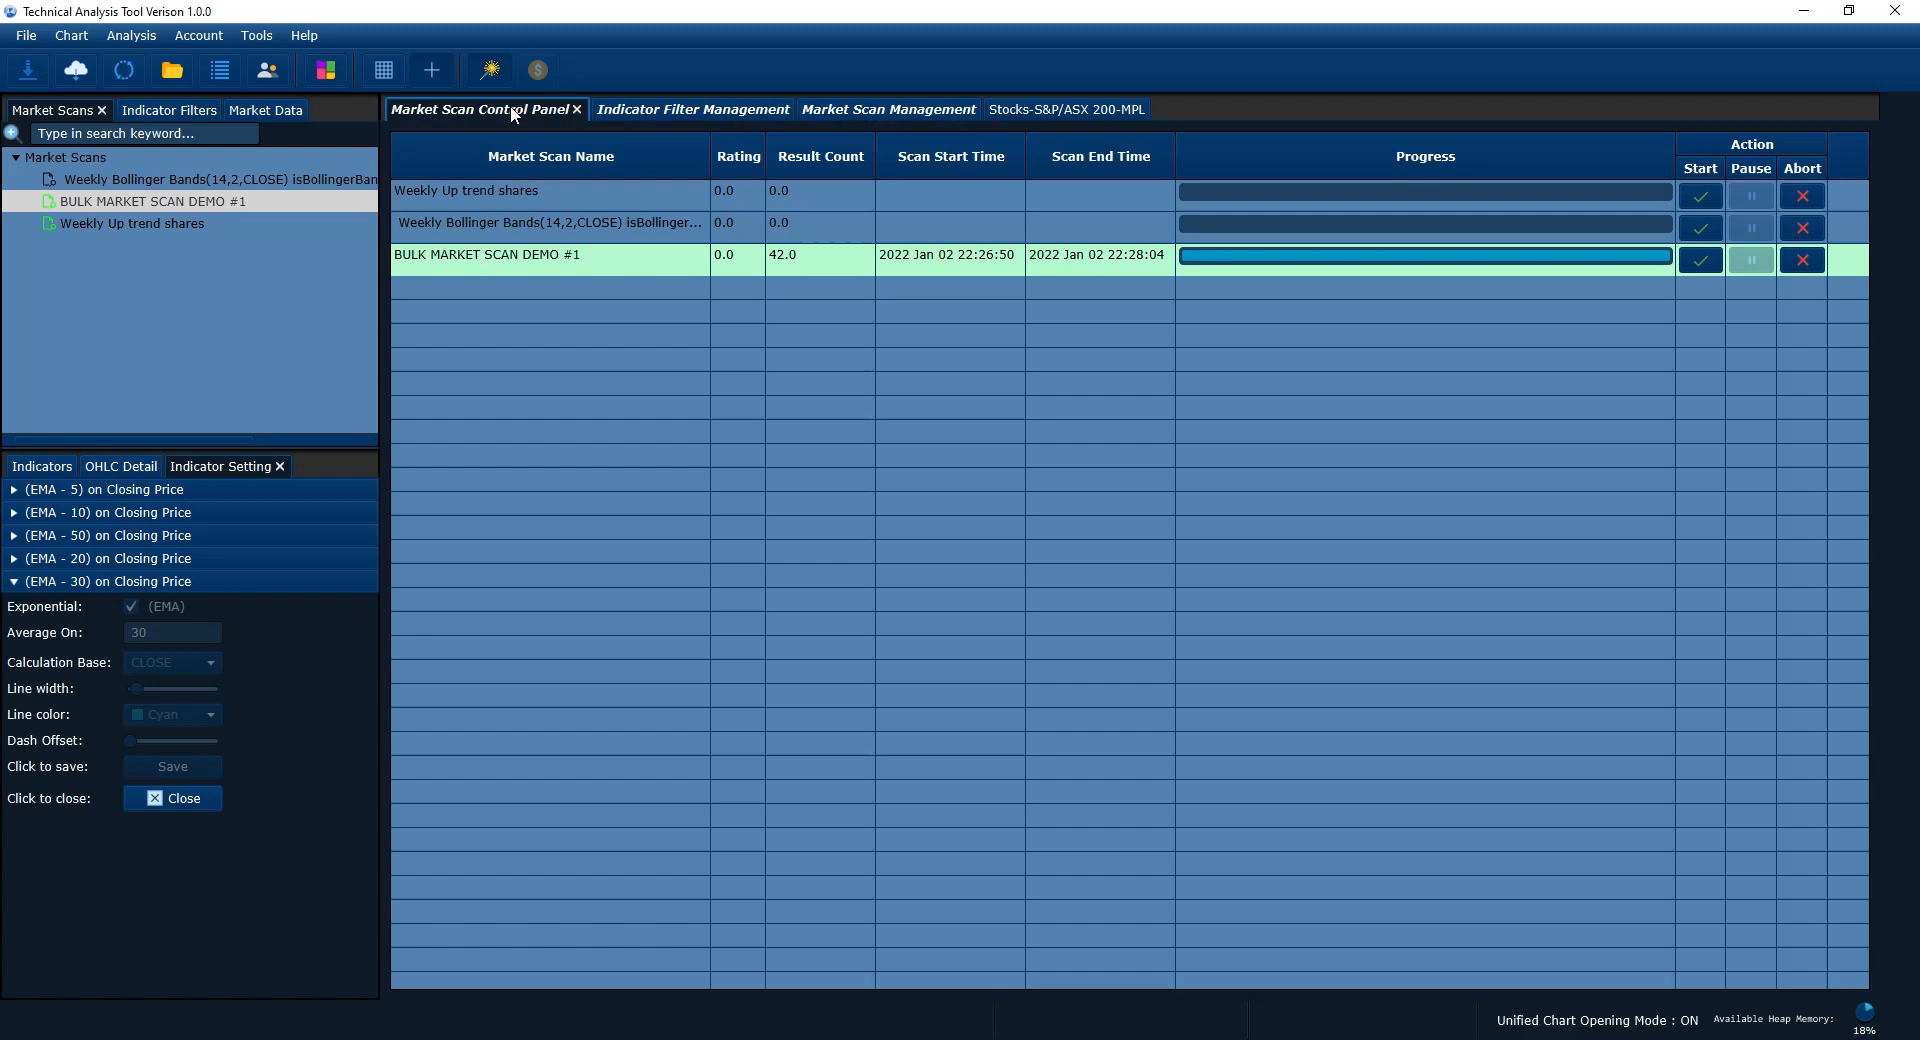 Technical Analysis Tool Verison 1.0.0
File Chart Analysis Account Tools Help
Market Scans Indicator Filters Market Data
Type in search keyword...
Market Scans
Weekly Bollinger Bands(14,2,CLOSE) isBollingerBan
BULK MARKET SCAN DEMO #1
Weekly Up trend shares
Indicators OHLC Detail Indicator Setting
(EMA - 5) on Closing Price
(EMA - 10) on Closing Price
(EMA - 50) on Closing Price
(EMA - 20) on Closing Price
(EMA - 30) on Closing Price
Exponential: (EMA)
Average On: 30
Calculation Base: CLOSE
Line width:
Line color: Cyan
Dash Offset:
Click to save: Save
Click to close: Close
Market Scan Control Panel Indicator Filter Management Market Scan Management Stocks-S&P/ASX 200-MPL
Market Scan Name Rating Result Count Scan Start Time Scan End Time Progress Action
Start Pause Abort
Weekly Up trend shares 0.0 0.0
Weekly Bollinger Bands(14,2,CLOSE) isBollinger... 0.0 0.0
BULK MARKET SCAN DEMO #1 0.0 42.0 2022 Jan 02 22:26:50 2022 Jan 02 22:28:04
Unified Chart Opening Mode : ON Available Heap Memory:
18%